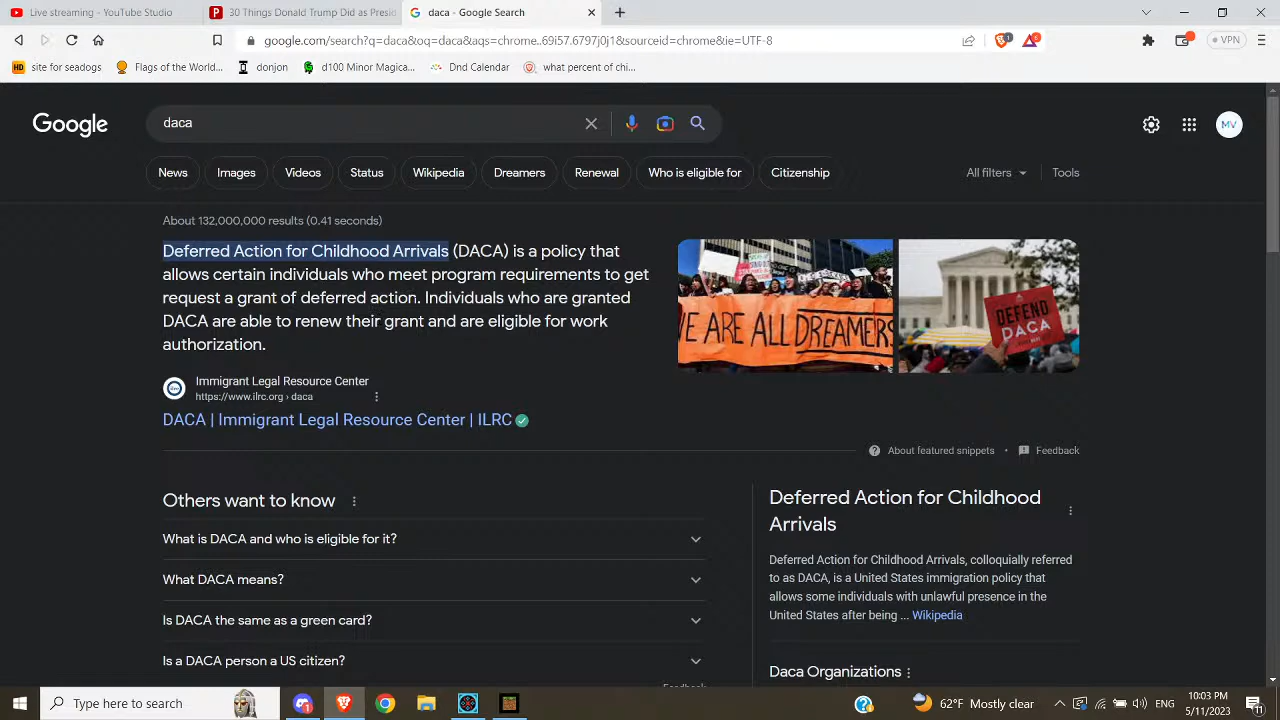 Live streaming - YouTube Studio
30 Things Donald Trump Did as Presid
daca - Google Search
google.com/search?q=daca&oq=daca&aqs=chrome..69i57.6797j0j1&sourceid=chrome&ie=UTF-8
VPN
site for seadogs
Flags of the World...
donjon
100 Minor Magica...
Pnd Calendar
what percent of chi...
Google
daca
MV
News
Images
Videos
Status
Wikipedia
Dreamers
Renewal
Who is eligible for
Citizenship
All filters
Tools
About 132,000,000 results (0.41 seconds)
Deferred Action for Childhood Arrivals (DACA) is a policy that
allows certain individuals who meet program requirements to get
request a grant of deferred action. Individuals who are granted
DACA are able to renew their grant and are eligible for work
authorization.
WE ARE ALL DREAMERS
DEFEND
DACA
Immigrant Legal Resource Center
https://www.ilrc.org › daca
DACA | Immigrant Legal Resource Center | ILRC
About featured snippets • Feedback
Others want to know
What is DACA and who is eligible for it?
What DACA means?
Is DACA the same as a green card?
Is a DACA person a US citizen?
Feedback
Deferred Action for Childhood
Arrivals
Deferred Action for Childhood Arrivals, colloquially referred
to as DACA, is a United States immigration policy that
allows some individuals with unlawful presence in the
United States after being ... Wikipedia
Daca Organizations
Type here to search
62°F Mostly clear
ENG
10:03 PM
5/11/2023
11